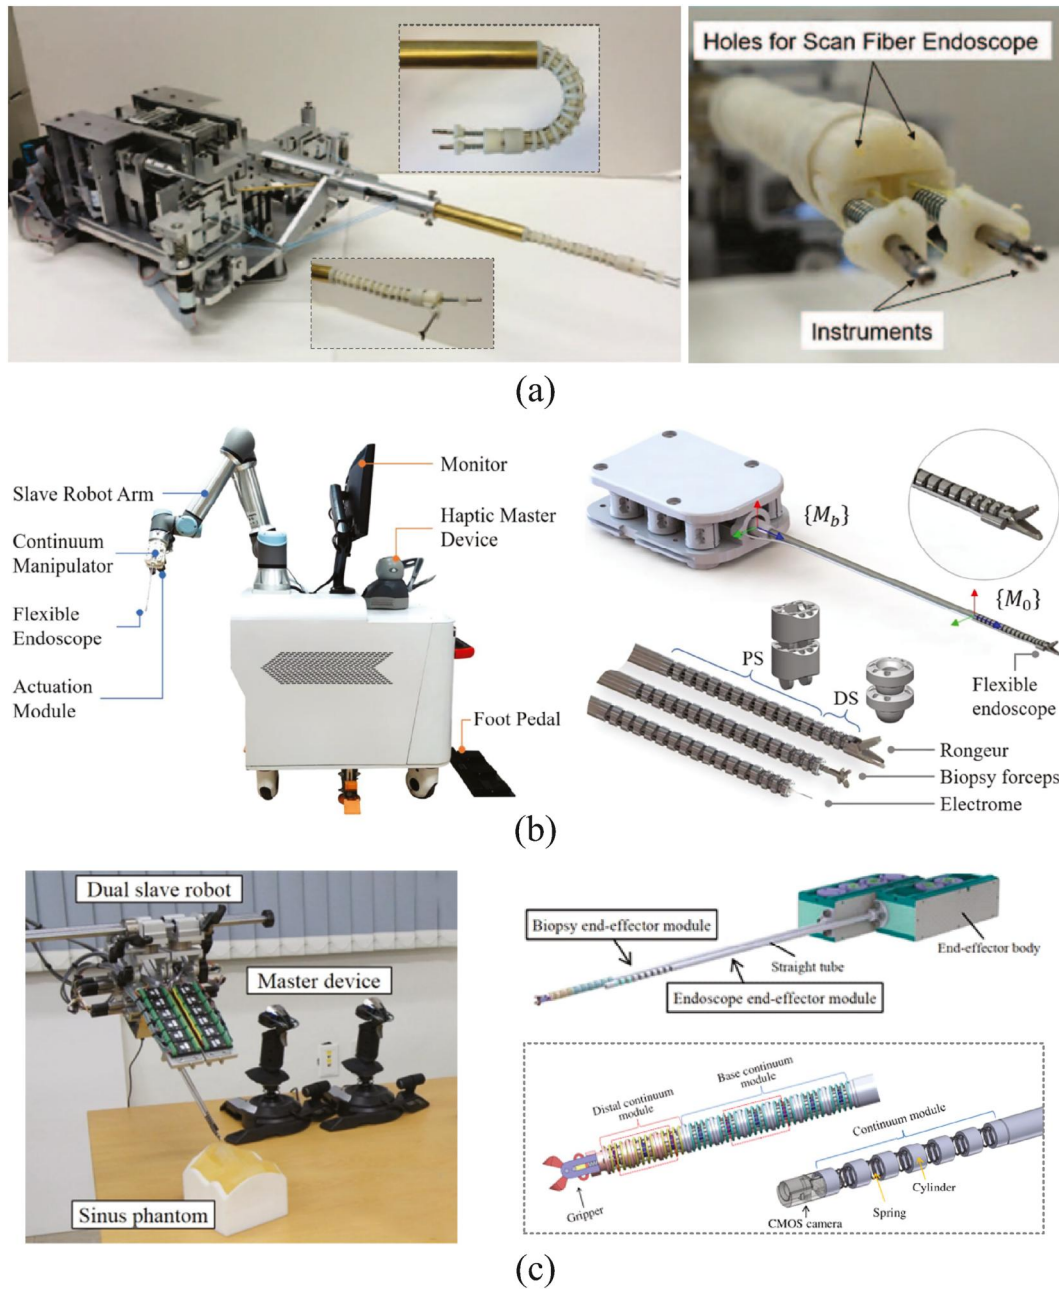 Holes for Scan Fiber Endoscope
Instruments
(a)
Slave Robot Arm
Continuum
Manipulator
Flexible
Endoscope
Actuation
Module
Monitor
Haptic Master
Device
Foot Pedal
{M_b}
{M_0}
PS
DS
Flexible
endoscope
Rongeur
Biopsy forceps
Electrome
(b)
Dual slave robot
Master device
Sinus phantom
Biopsy end-effector module
Straight tube
End-effector body
Endoscope end-effector module
Base continuum
module
Distal continuum
module
Continuum module
Gripper
Cylinder
Spring
CMOS camera
(c)